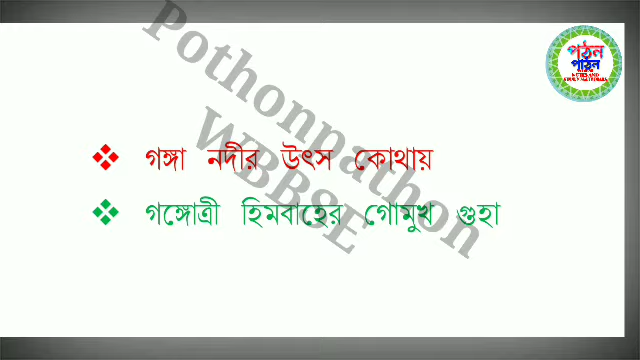 পঠন
পাঠন
Pothonpathon
WBBSE
গঙ্গা নদীর উৎস কোথায়
গঙ্গোত্রী হিমবাহের গোমুখ গুহা